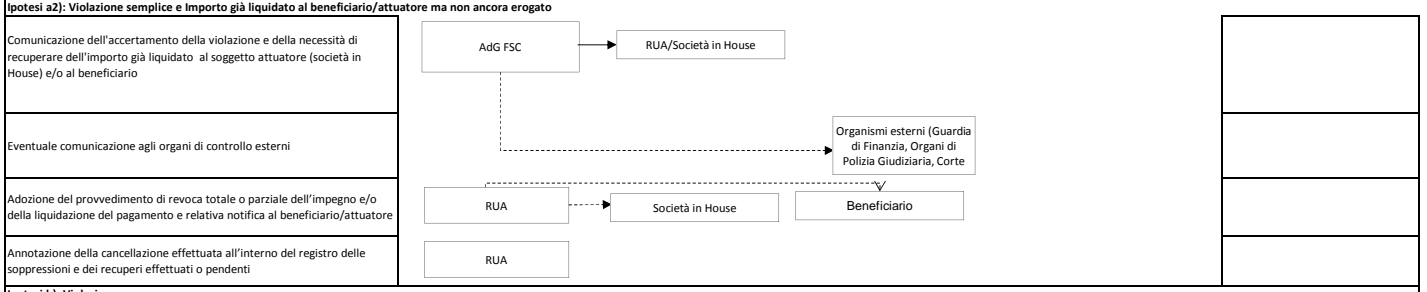 Ipotesi a2): Violazione semplice e Importo già liquidato al beneficiario/attuatore ma non ancora erogato
Comunicazione dell'accertamento della violazione e della necessità di
recuperare dell'importo già liquidato al soggetto attuatore (società in
House) e/o al beneficiario
AdG FSC
RUA/Società in House
Eventuale comunicazione agli organi di controllo esterni
Organismi esterni (Guardia
di Finanzia, Organi di
Polizia Giudiziaria, Corte
Adozione del provvedimento di revoca totale o parziale dell'impegno e/o
della liquidazione del pagamento e relativa notifica al beneficiario/attuatore
RUA
Società in House
Beneficiario
Annotazione della cancellazione effettuata all'interno del registro delle
soppressioni e dei recuperi effettuati o pendenti
RUA